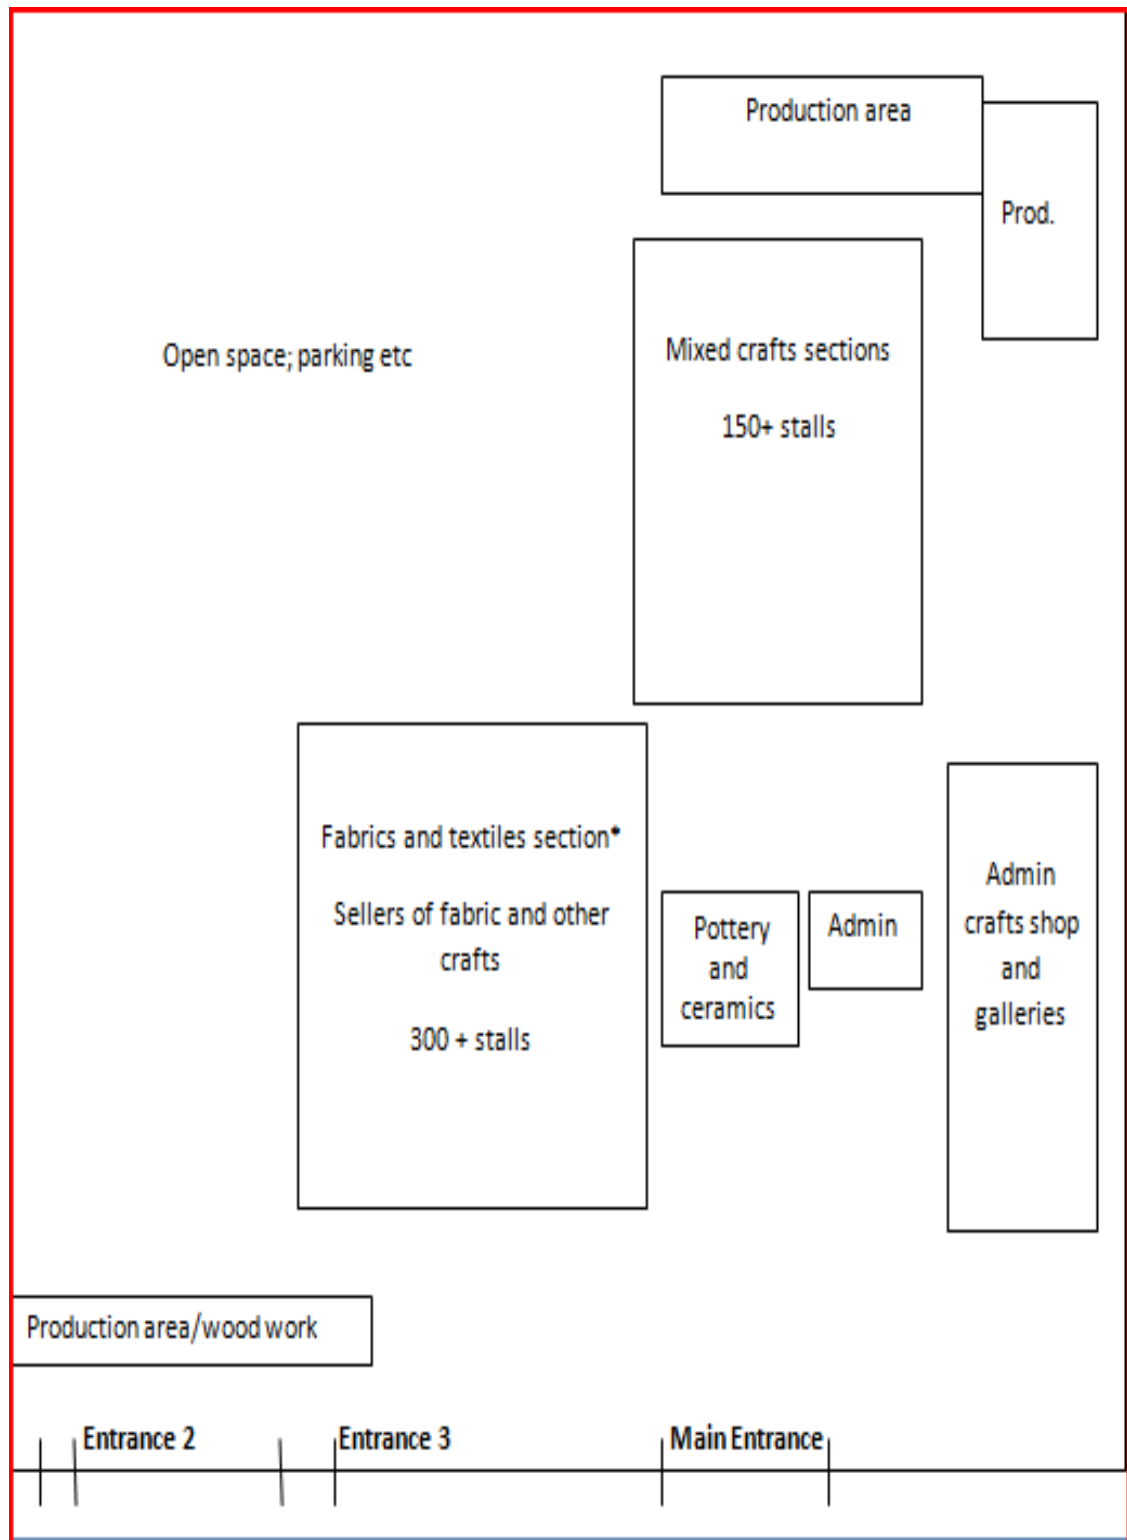 Production area
Prod.
Open space; parking etc
Mixed crafts sections
150+ stalls
Fabrics and textiles section*
Sellers of fabric and other
crafts
300 + stalls
Pottery
and
ceramics
Admin
Admin
crafts shop
and
galleries
Production area/wood work
Entrance 2
Entrance 3
Main Entrance